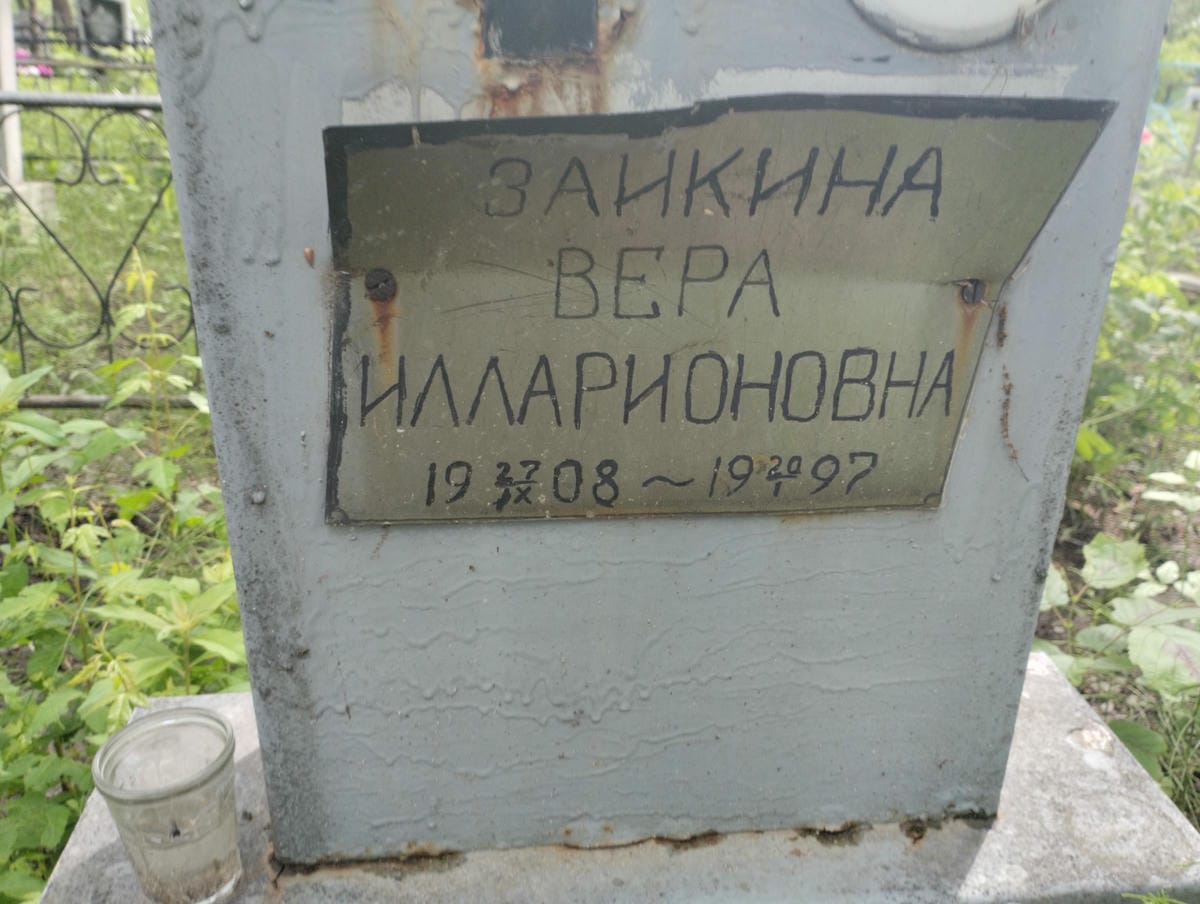 ЗАИКИНА
ВЕРА
ИЛЛАРИОНОВНА
19 27/IX 08 ~ 19 20/I 97